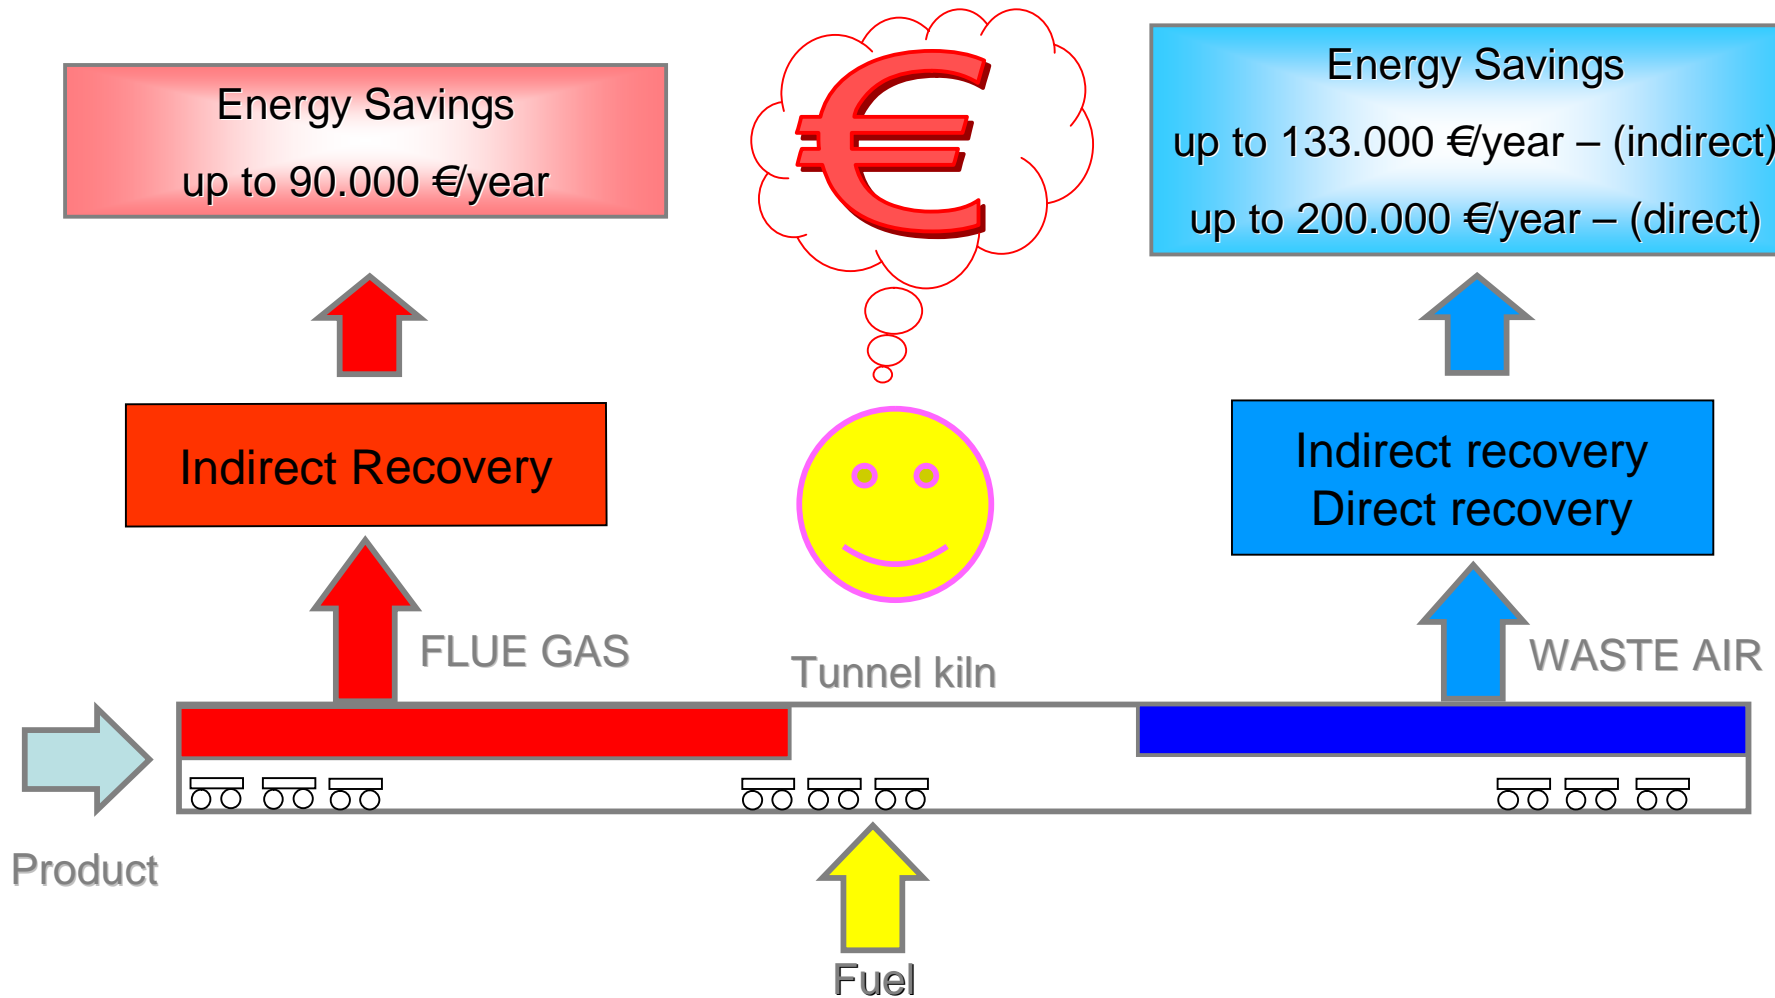 Energy Savings
up to 90.000 €/year
€
Energy Savings
up to 133.000 €/year – (indirect)
up to 200.000 €/year – (direct)
Indirect Recovery
Indirect recovery
Direct recovery
FLUE GAS
Tunnel kiln
WASTE AIR
Product
Fuel